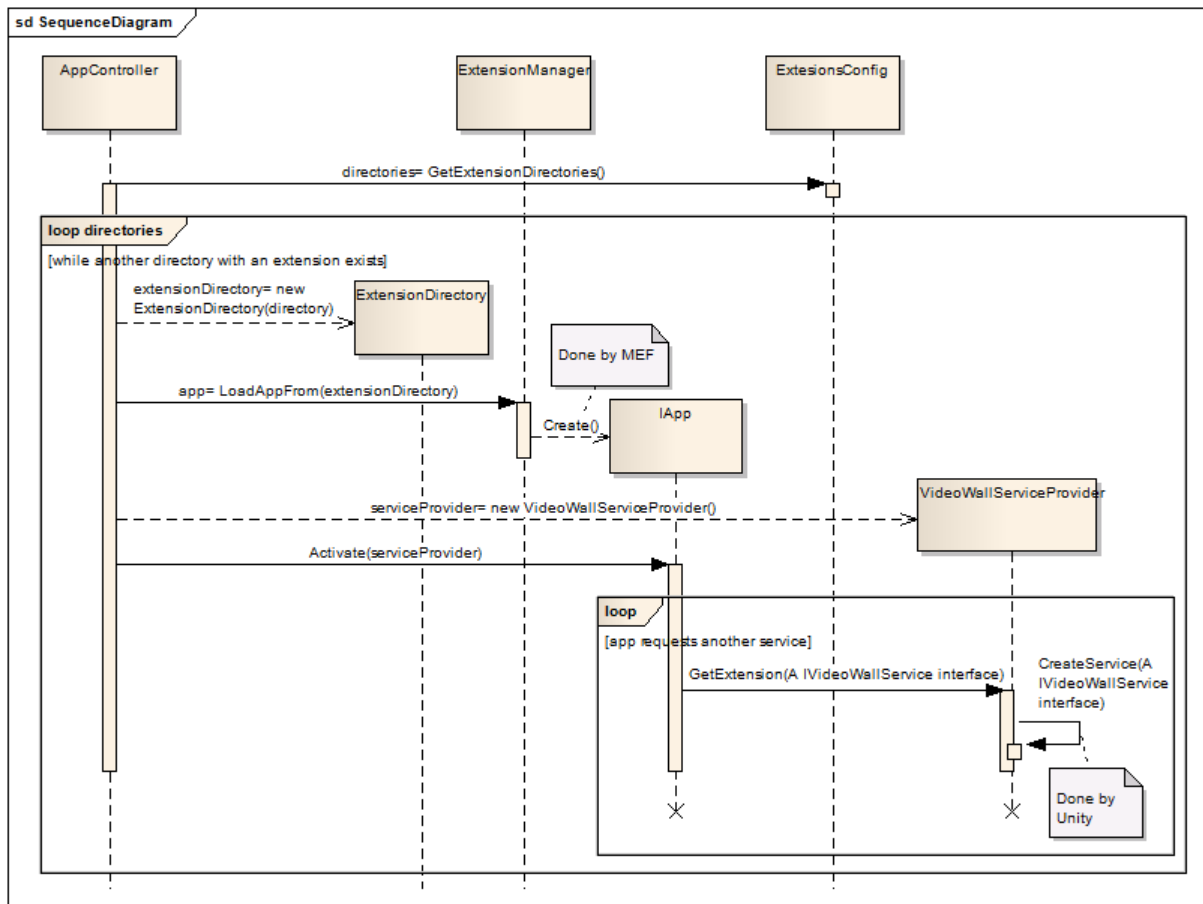 sd SequenceDiagram
AppController
ExtensionManager
ExtesionsConfig
directories= GetExtensionDirectories()
loop directories
[while another directory with an extension exists]
extensionDirectory= new
ExtensionDirectory(directory)
ExtensionDirectory
Done by MEF
app= LoadAppFrom(extensionDirectory)
Create()
IApp
serviceProvider= new VideoWallServiceProvider()
VideoWallServiceProvider
Activate(serviceProvider)
loop
[app requests another service]
GetExtension(A IVideoWallService interface)
CreateService(A
IVideoWallService
interface)
Done by
Unity